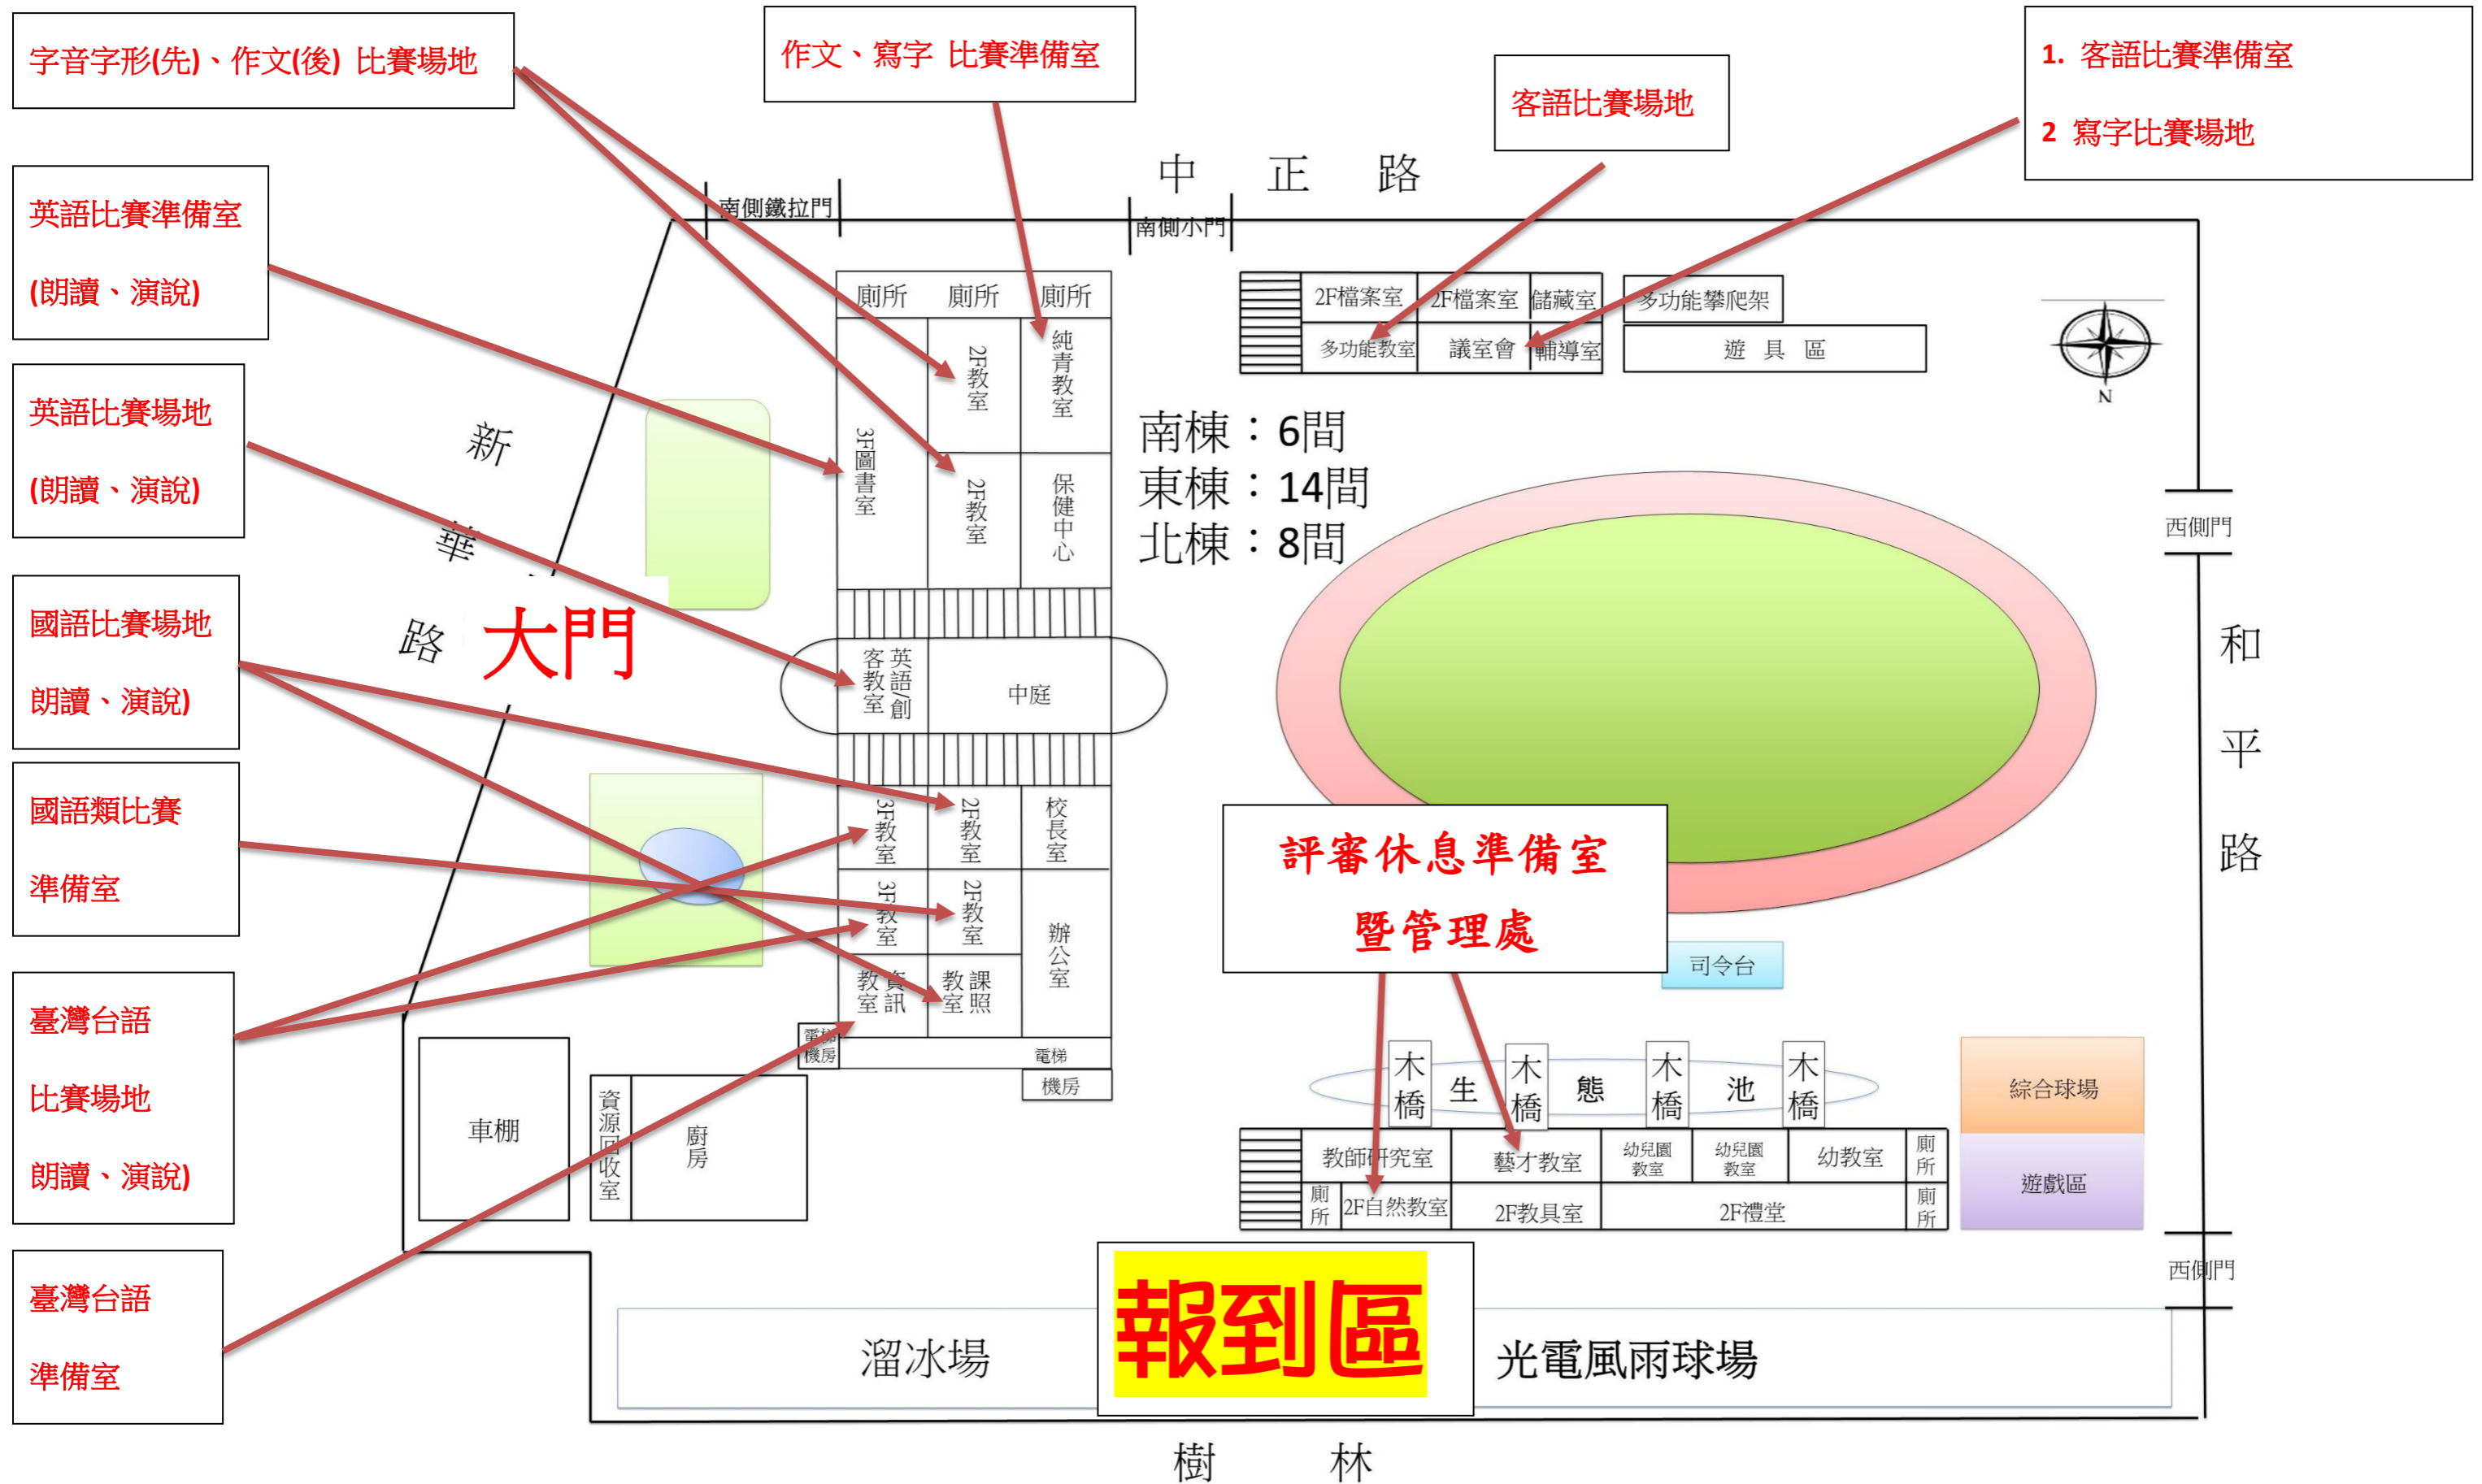 字音字形(先)、作文(後) 比賽場地
作文、寫字 比賽準備室
客語比賽場地
1. 客語比賽準備室
2 寫字比賽場地
英語比賽準備室
(朗讀、演說)
英語比賽場地
(朗讀、演說)
國語比賽場地
朗讀、演說)
國語類比賽
準備室
臺灣台語
比賽場地
朗讀、演說)
臺灣台語
準備室
中 正 路
南側鐵拉門
南側小門
新
華
路
大門
廁所 廁所 廁所
3F圖書室
2F教室
純青教室
2F教室
保健中心
英語/創
客教室
中庭
3F教室
2F教室
校長室
3F教室
2F教室
辦公室
資訊
教室
課照
教室
電梯
機房
電梯
機房
2F檔案室
2F檔案室
儲藏室
多功能教室
議室會
輔導室
多功能攀爬架
遊 具 區
N
南棟：6間
東棟：14間
北棟：8間
西側門
和
平
路
評審休息準備室
暨管理處
司令台
木橋
生
木橋
態
木橋
池
木橋
綜合球場
遊戲區
教師研究室
藝才教室
幼兒園
教室
幼兒園
教室
幼教室
廁所
廁所
2F自然教室
2F教具室
2F禮堂
廁所
車棚
資源回收室
廚房
西側門
溜冰場
報到區
光電風雨球場
樹 林